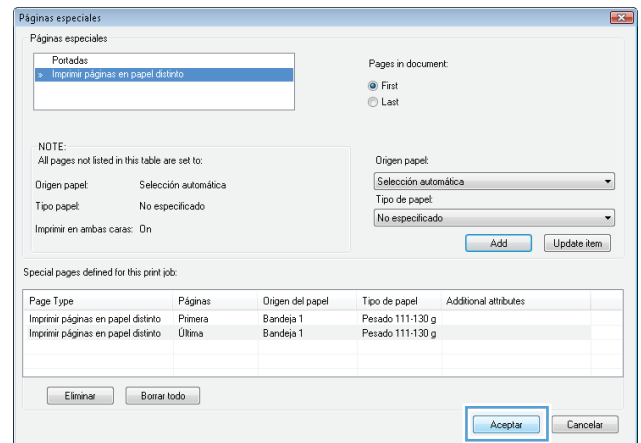 Páginas especiales
Páginas especiales
Portadas
» Imprimir páginas en papel distinto
Pages in document:
First
Last
NOTE:
All pages not listed in this table are set to:
Origen papel: Selección automática
Tipo papel: No especificado
Imprimir en ambas caras: On
Origen papel:
Selección automática
Tipo de papel:
No especificado
Add Update item
Special pages defined for this print job:
Page Type Páginas Origen del papel Tipo de papel Additional attributes
Imprimir páginas en papel distinto Primera Bandeja 1 Pesado 111-130 g
Imprimir páginas en papel distinto Última Bandeja 1 Pesado 111-130 g
Eliminar Borrar todo
Aceptar Cancelar